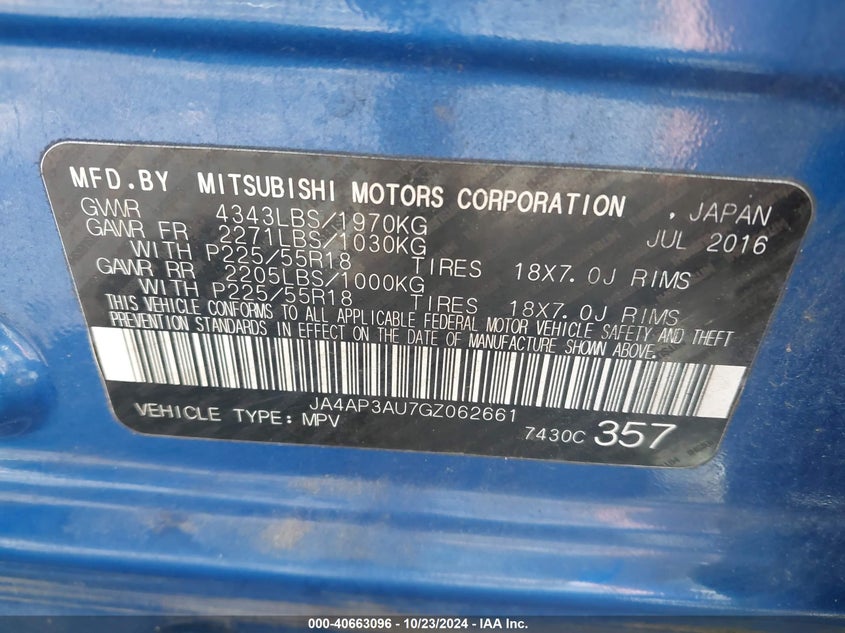 MFD.BY MITSUBISHI MOTORS CORPORATION . JAPAN
GVWR 4343LBS/1970KG JUL 2016
GAWR FR 2271LBS/1030KG
WITH P225/55R18 TIRES 18X7.0J RIMS
GAWR RR 2205LBS/1000KG
WITH P225/55R18 TIRES 18X7.0J RIMS
THIS VEHICLE CONFORMS TO ALL APPLICABLE FEDERAL MOTOR VEHICLE SAFETY AND THEFT
PREVENTION STANDARDS IN EFFECT ON THE DATE OF MANUFACTURE SHOWN ABOVE.
JA4AP3AU7GZ062661
VEHICLE TYPE: MPV 7430C 357
000-40663096 - 10/23/2024 - IAA Inc.